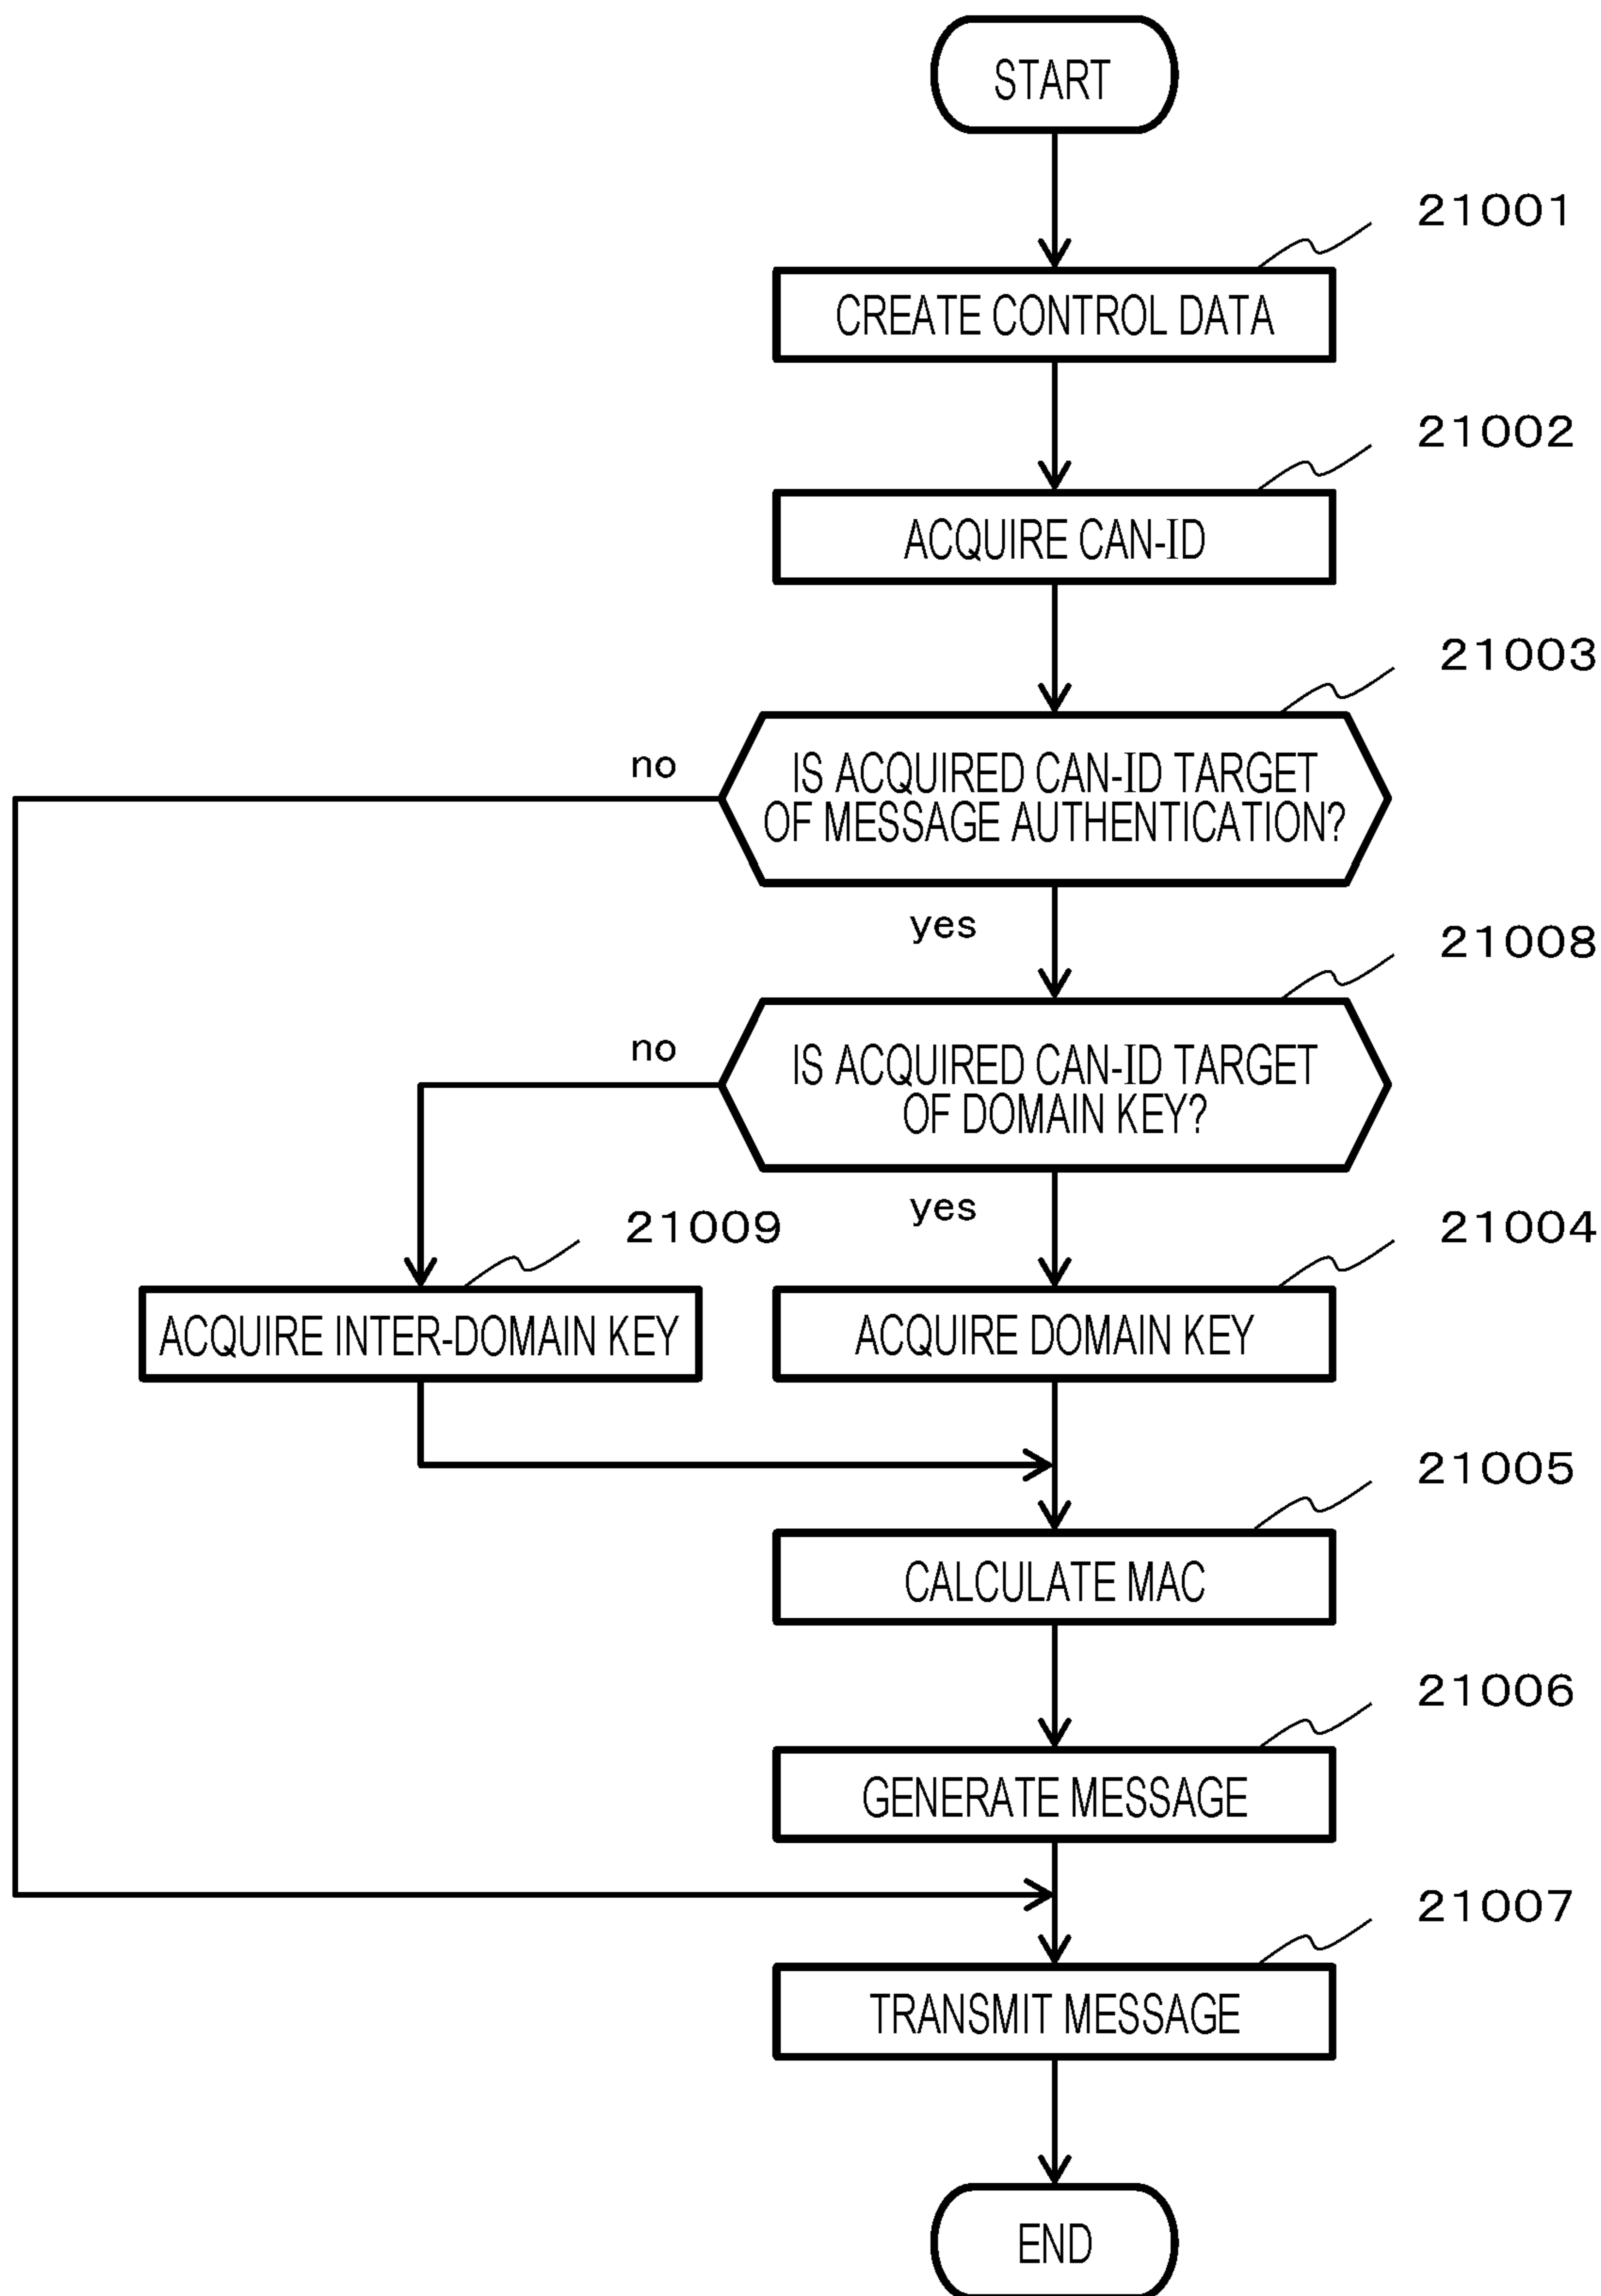 START
21001
CREATE CONTROL DATA
21002
ACQUIRE CAN-ID
21003
no
IS ACQUIRED CAN-ID TARGET
OF MESSAGE AUTHENTICATION?
yes
21008
no
IS ACQUIRED CAN-ID TARGET
OF DOMAIN KEY?
yes
21009
21004
ACQUIRE INTER-DOMAIN KEY
ACQUIRE DOMAIN KEY
21005
CALCULATE MAC
21006
GENERATE MESSAGE
21007
TRANSMIT MESSAGE
END